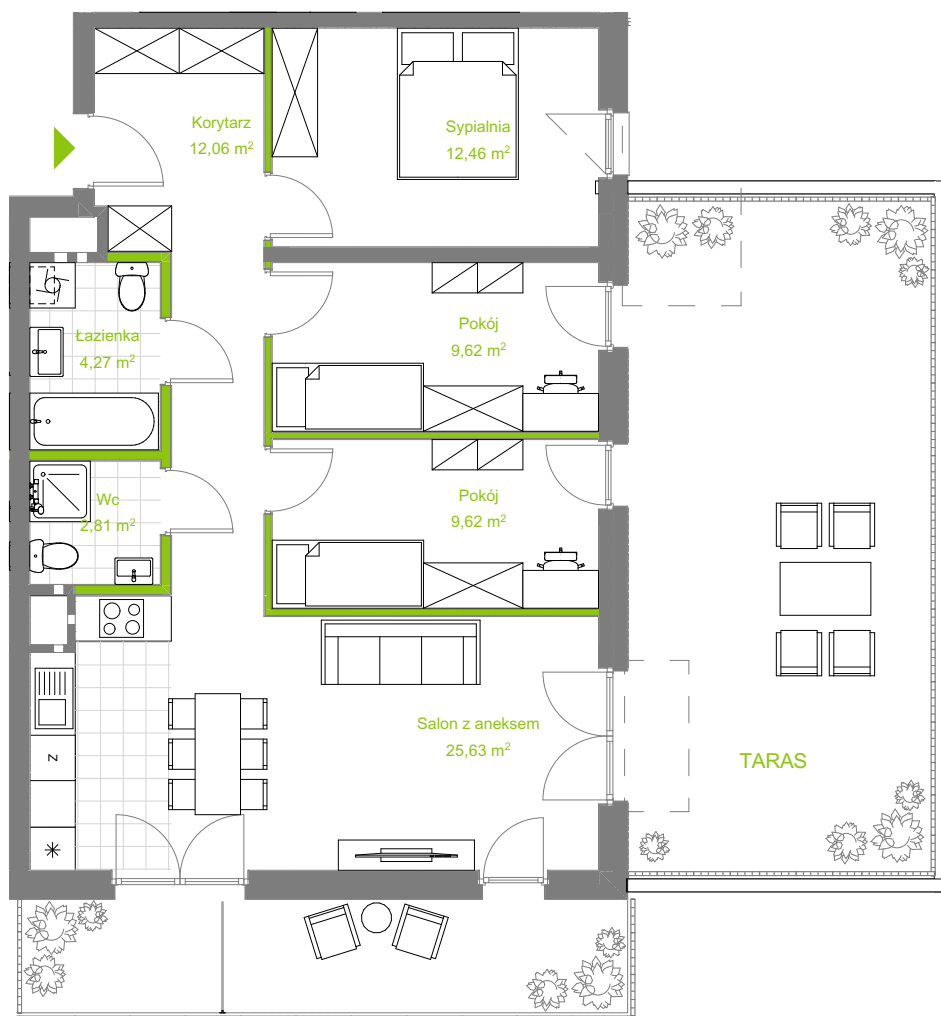 Korytarz
12,06 m²
Sypialnia
12,46 m²
Łazienka
4,27 m²
Pokój
9,62 m²
Wc
2,81 m²
Pokój
9,62 m²
Salon z aneksem
25,63 m²
TARAS
z